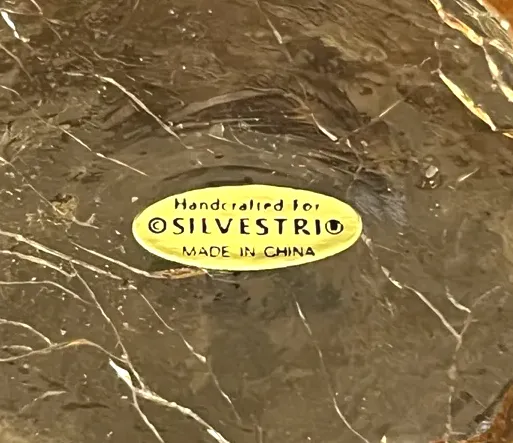 Handcrafted For
©SILVESTRI®
MADE IN CHINA